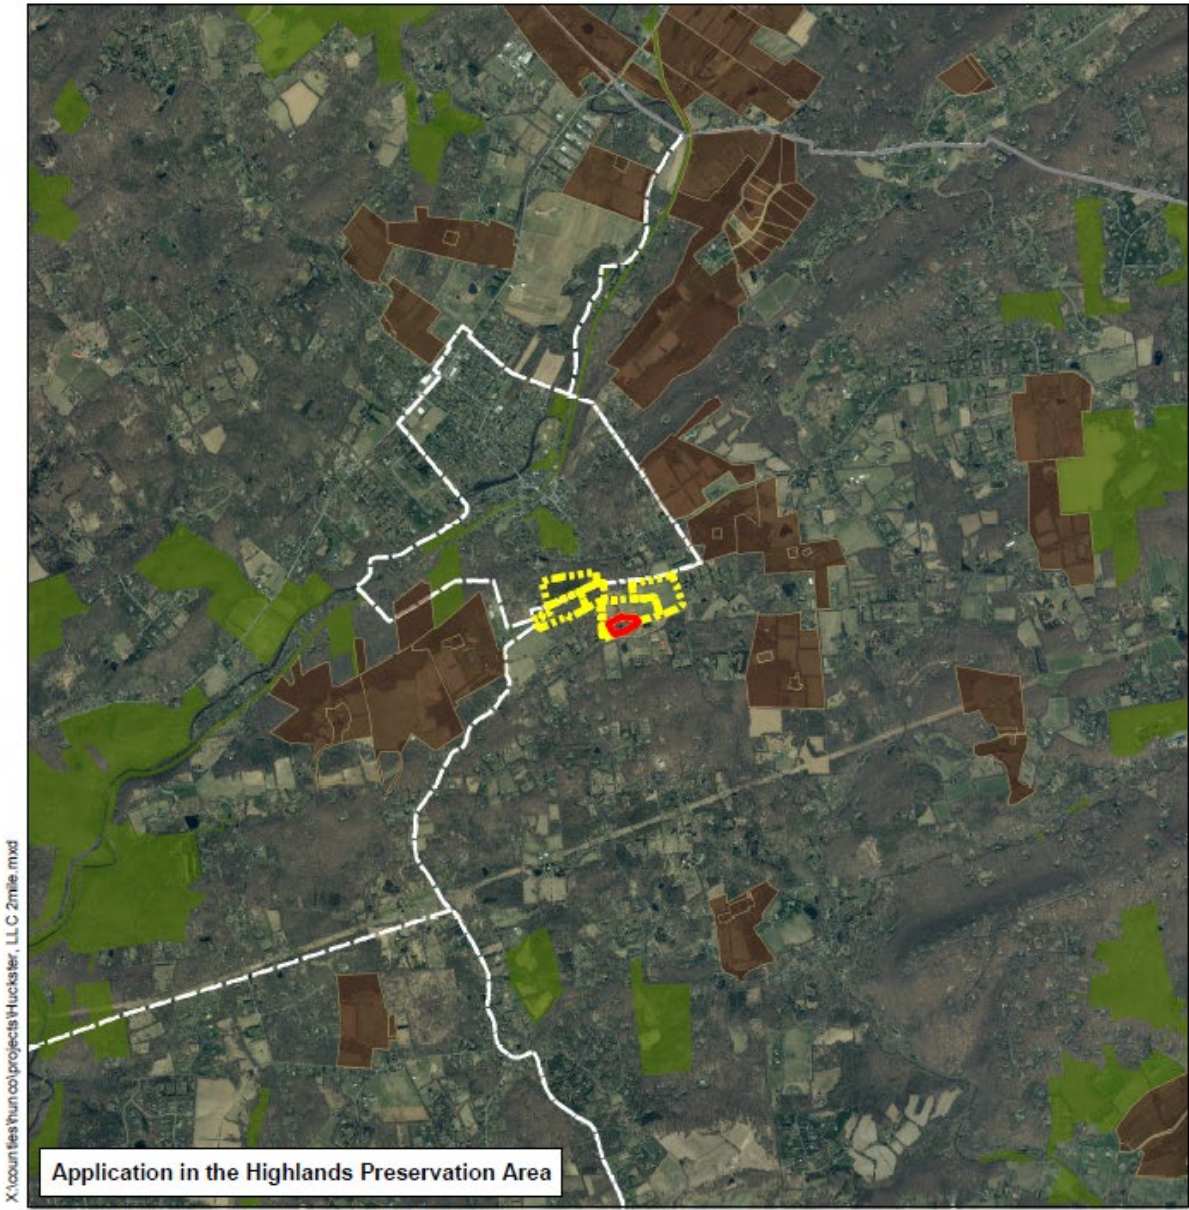 X:\counties\hunco\projects\Huckster, LLC 2mile.mxd
Application in the Highlands Preservation Area